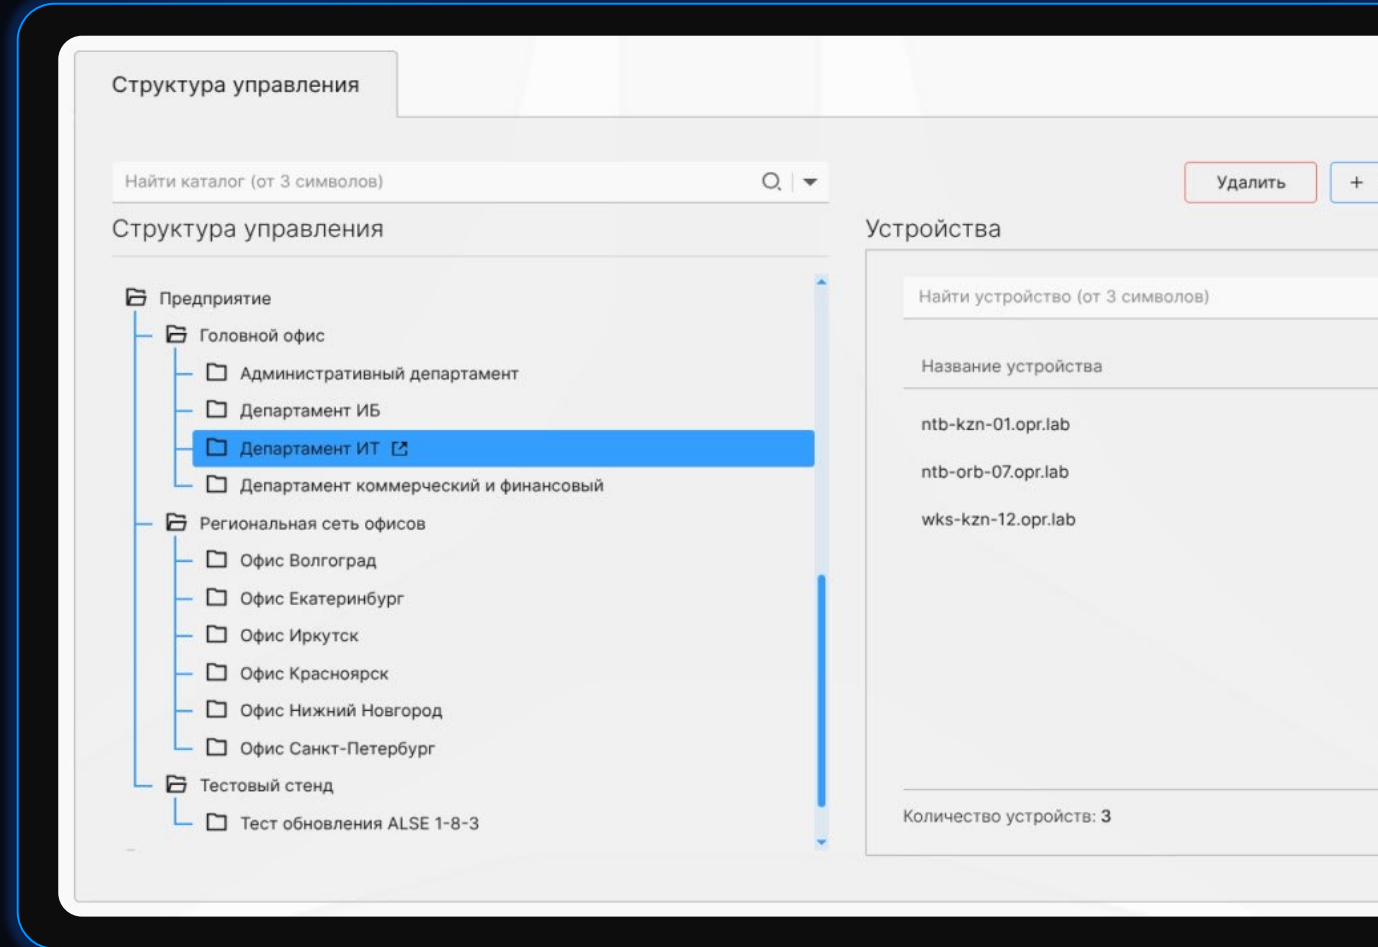 Структура управления
Найти каталог (от 3 символов)
Удалить
+
Структура управления
Предприятие
Головной офис
Административный департамент
Департамент ИБ
Департамент ИТ
Департамент коммерческий и финансовый
Региональная сеть офисов
Офис Волгоград
Офис Екатеринбург
Офис Иркутск
Офис Красноярск
Офис Нижний Новгород
Офис Санкт-Петербург
Тестовый стенд
Тест обновления ALSE 1-8-3
Устройства
Найти устройство (от 3 символов)
Название устройства
ntb-kzn-01.opr.lab
ntb-orb-07.opr.lab
wks-kzn-12.opr.lab
Количество устройств: 3